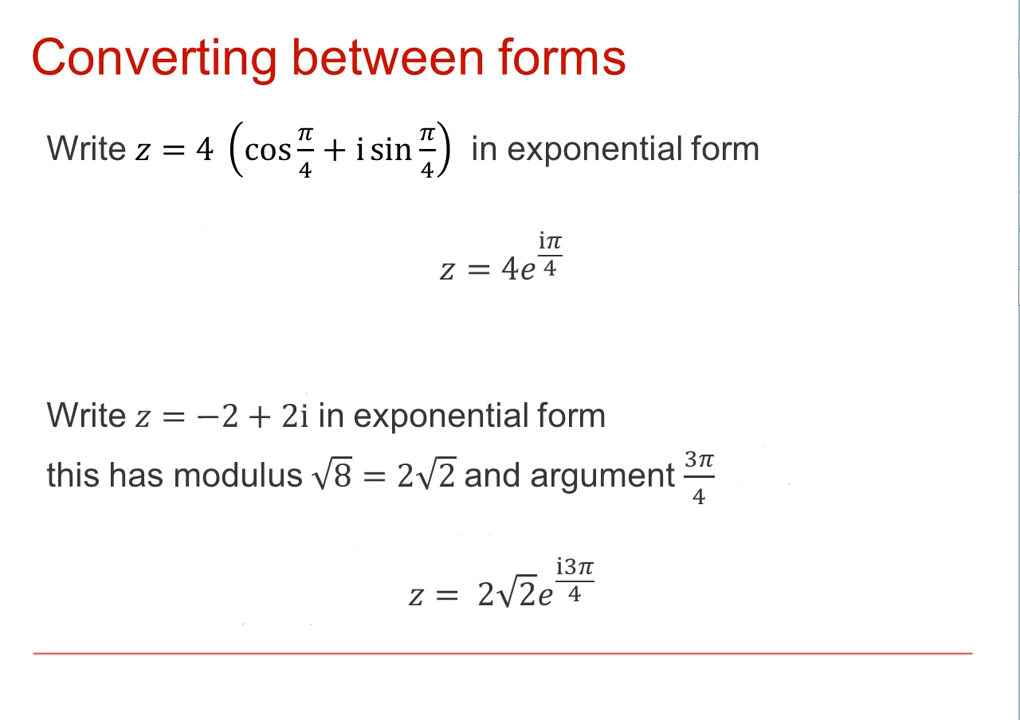 Converting between forms
Write z = 4 (cos π/4 + i sin π/4) in exponential form
z = 4e^(iπ/4)
Write z = −2 + 2i in exponential form
this has modulus √8 = 2√2 and argument 3π/4
z = 2√2e^(i3π/4)